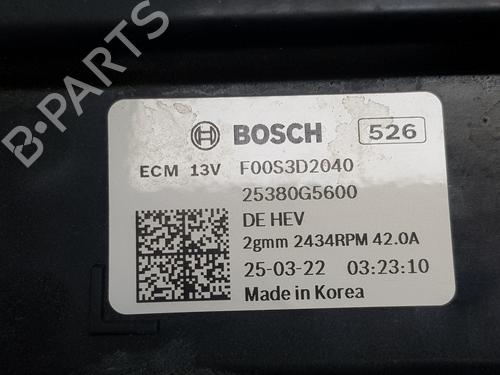 B-PARTS
BOSCH 526
ECM 13V F00S3D2040
25380G5600
DE HEV
2gmm 2434RPM 42.0A
25-03-22 03:23:10
Made in Korea